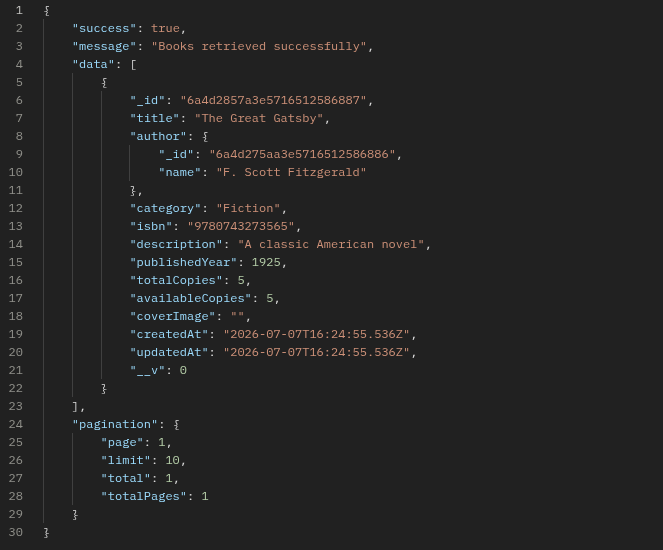 1 {
2 "success": true,
3 "message": "Books retrieved successfully",
4 "data": [
5 {
6 "_id": "6a4d2857a3e5716512586887",
7 "title": "The Great Gatsby",
8 "author": {
9 "_id": "6a4d275aa3e5716512586886",
10 "name": "F. Scott Fitzgerald"
11 },
12 "category": "Fiction",
13 "isbn": "9780743273565",
14 "description": "A classic American novel",
15 "publishedYear": 1925,
16 "totalCopies": 5,
17 "availableCopies": 5,
18 "coverImage": "",
19 "createdAt": "2026-07-07T16:24:55.536Z",
20 "updatedAt": "2026-07-07T16:24:55.536Z",
21 "__v": 0
22 }
23 ],
24 "pagination": {
25 "page": 1,
26 "limit": 10,
27 "total": 1,
28 "totalPages": 1
29 }
30 }